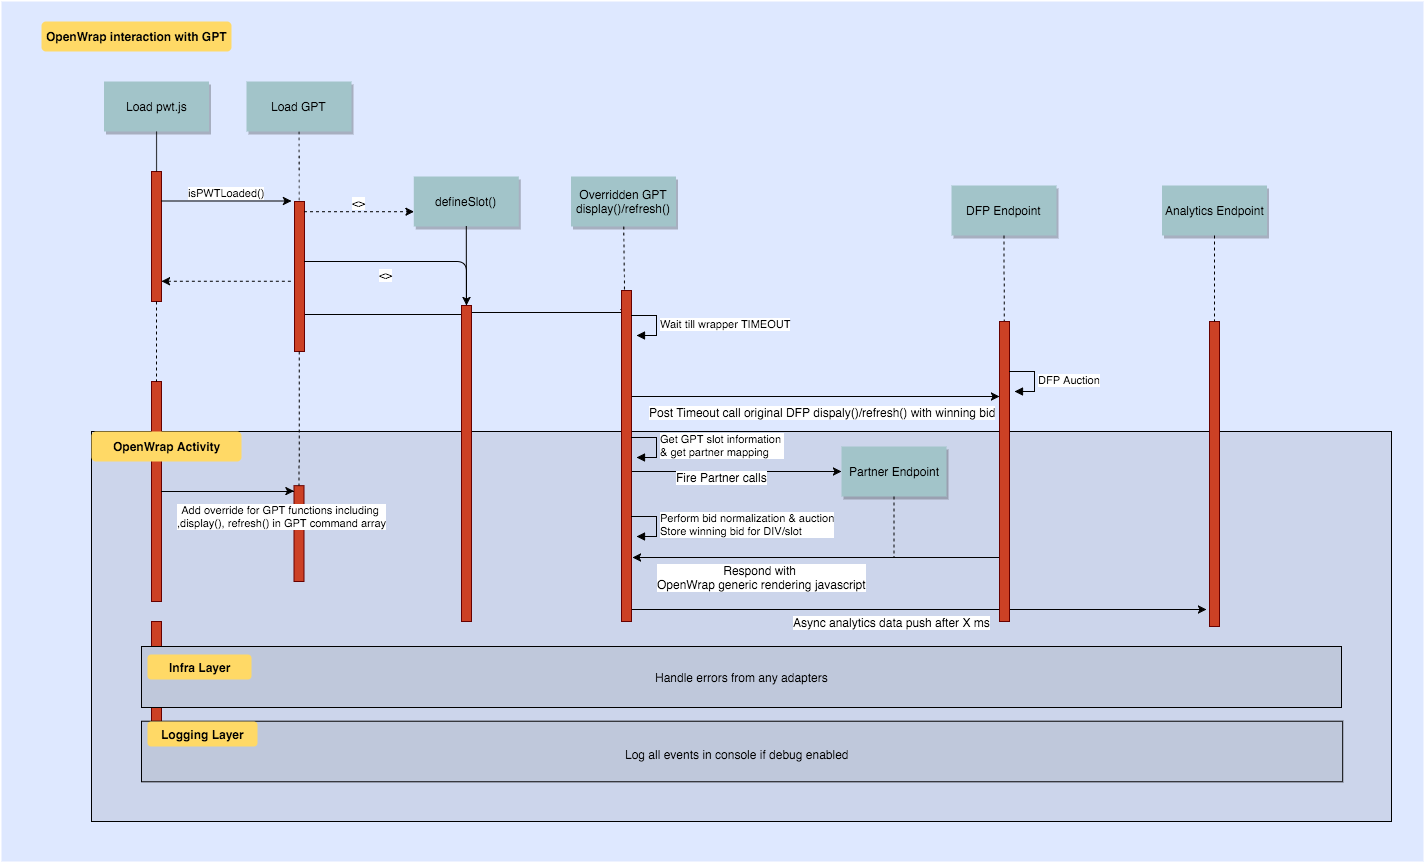 OpenWrap interaction with GPT
Load pwt.js
Load GPT
isPWTLoaded()
<>
defineSlot()
Overridden GPT
display()/refresh()
DFP Endpoint
Analytics Endpoint
<>
Wait till wrapper TIMEOUT
DFP Auction
Post Timeout call original DFP dispaly()/refresh() with winning bid
OpenWrap Activity
Get GPT slot information
& get partner mapping
Fire Partner calls
Partner Endpoint
Add override for GPT functions including
,display(), refresh() in GPT command array
Perform bid normalization & auction
Store winning bid for DIV/slot
Respond with
OpenWrap generic rendering javascript
Async analytics data push after X ms
Infra Layer
Handle errors from any adapters
Logging Layer
Log all events in console if debug enabled